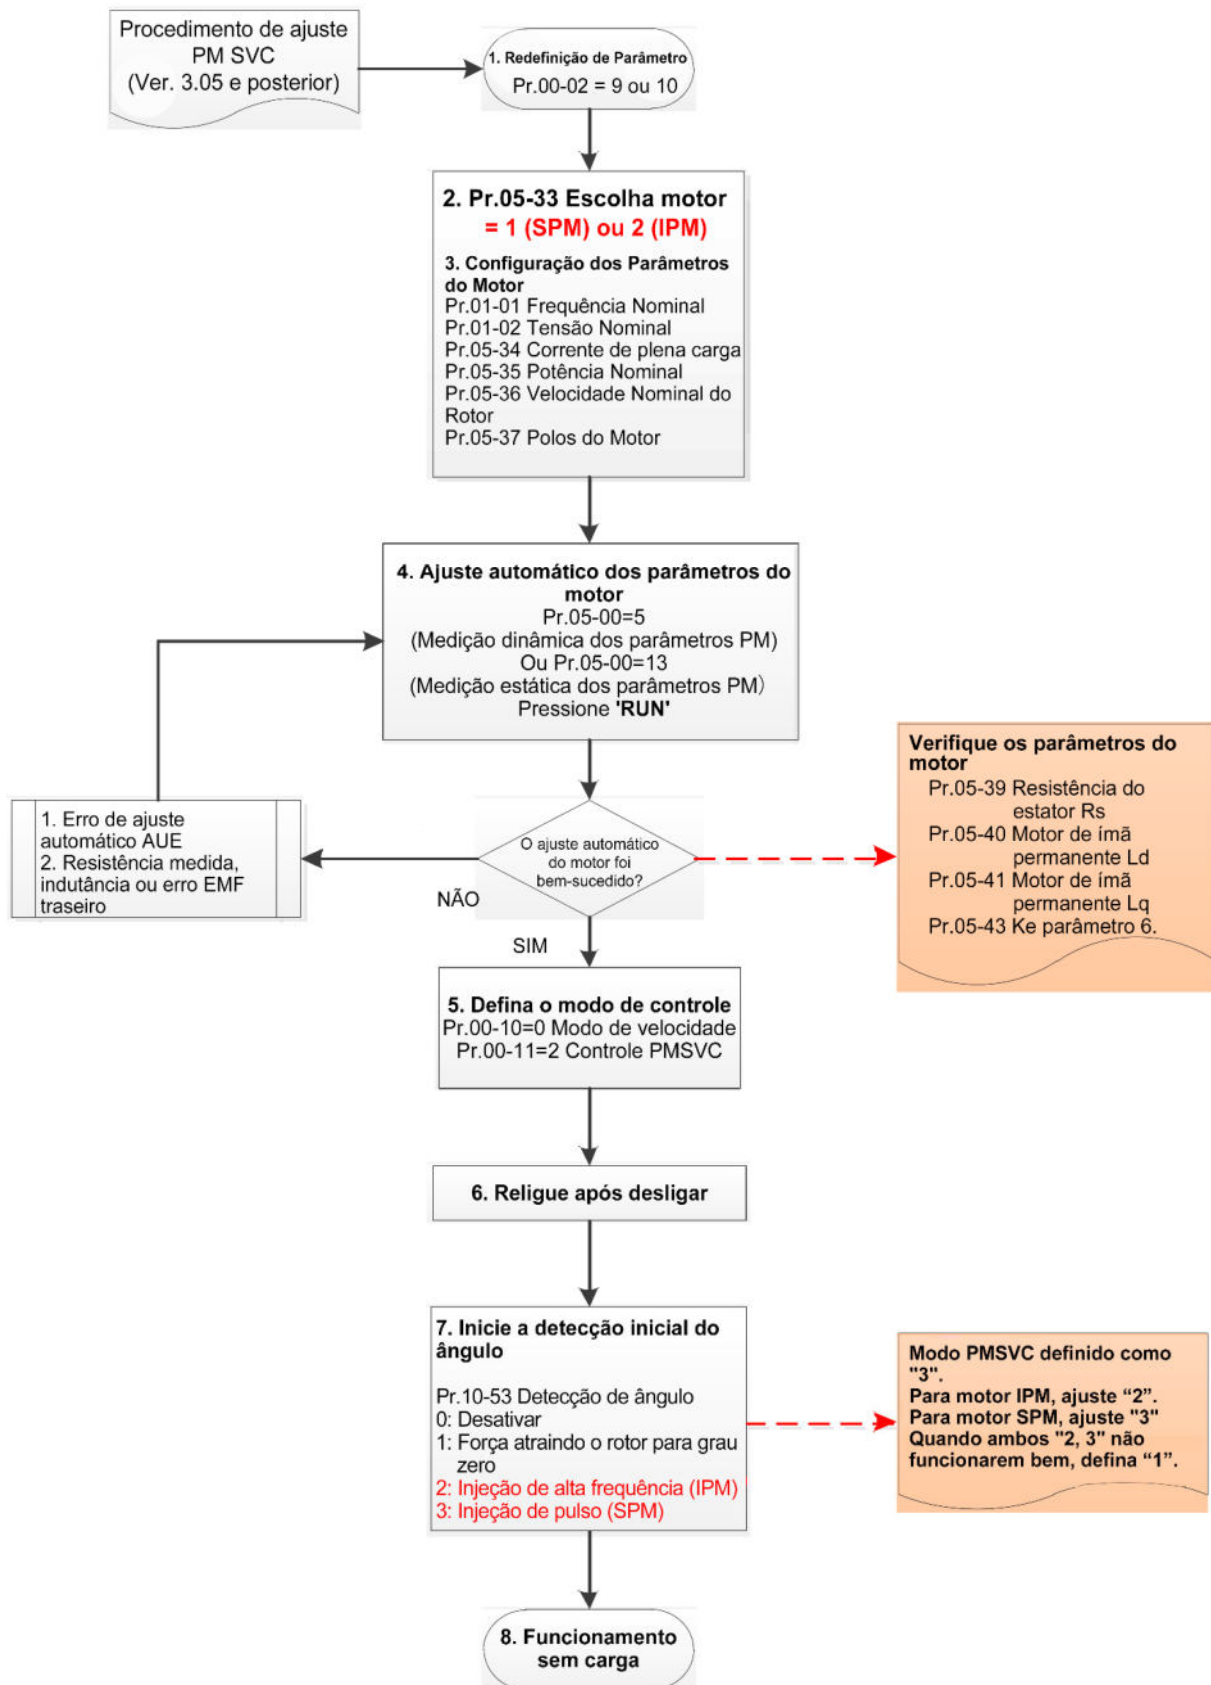 Procedimento de ajuste
PM SVC
(Ver. 3.05 e posterior)
1. Redefinição de Parâmetro
Pr.00-02 = 9 ou 10
2. Pr.05-33 Escolha motor
= 1 (SPM) ou 2 (IPM)
3. Configuração dos Parâmetros
do Motor
Pr.01-01 Frequência Nominal
Pr.01-02 Tensão Nominal
Pr.05-34 Corrente de plena carga
Pr.05-35 Potência Nominal
Pr.05-36 Velocidade Nominal do
Rotor
Pr.05-37 Polos do Motor
4. Ajuste automático dos parâmetros do
motor
Pr.05-00=5
(Medição dinâmica dos parâmetros PM)
Ou Pr.05-00=13
(Medição estática dos parâmetros PM)
Pressione 'RUN'
1. Erro de ajuste
automático AUE
2. Resistência medida,
indutância ou erro EMF
traseiro
O ajuste automático
do motor foi
bem-sucedido?
NÃO
SIM
Verifique os parâmetros do
motor
Pr.05-39 Resistência do
estator Rs
Pr.05-40 Motor de ímã
permanente Ld
Pr.05-41 Motor de ímã
permanente Lq
Pr.05-43 Ke parâmetro 6.
5. Defina o modo de controle
Pr.00-10=0 Modo de velocidade
Pr.00-11=2 Controle PMSVC
6. Religue após desligar
7. Inicie a detecção inicial do
ângulo
Pr.10-53 Detecção de ângulo
0: Desativar
1: Força atraindo o rotor para grau
zero
2: Injeção de alta frequência (IPM)
3: Injeção de pulso (SPM)
Modo PMSVC definido como
"3".
Para motor IPM, ajuste “2”.
Para motor SPM, ajuste "3"
Quando ambos "2, 3" não
funcionarem bem, defina “1”.
8. Funcionamento
sem carga